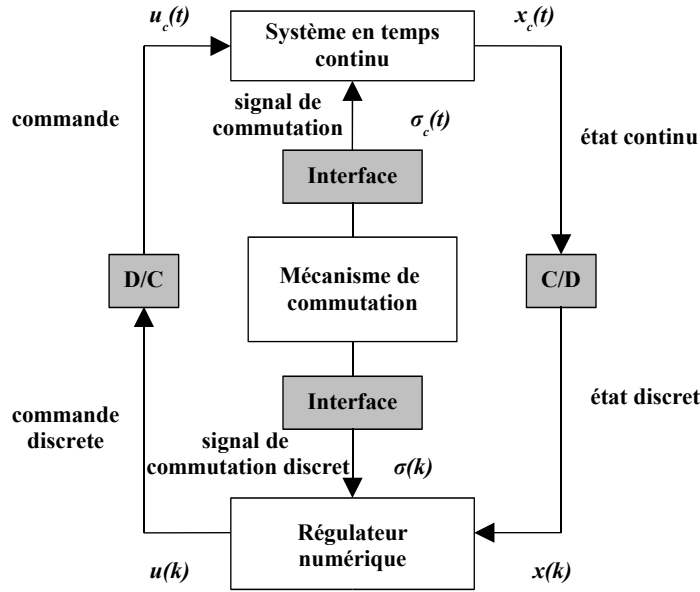 u_c(t)
Système en temps
continu
x_c(t)
signal de
commutation
σ_c(t)
commande
état continu
Interface
D/C
Mécanisme de
commutation
C/D
Interface
commande
discrete
état discret
signal de
commutation discret
σ(k)
Régulateur
numérique
u(k)
x(k)